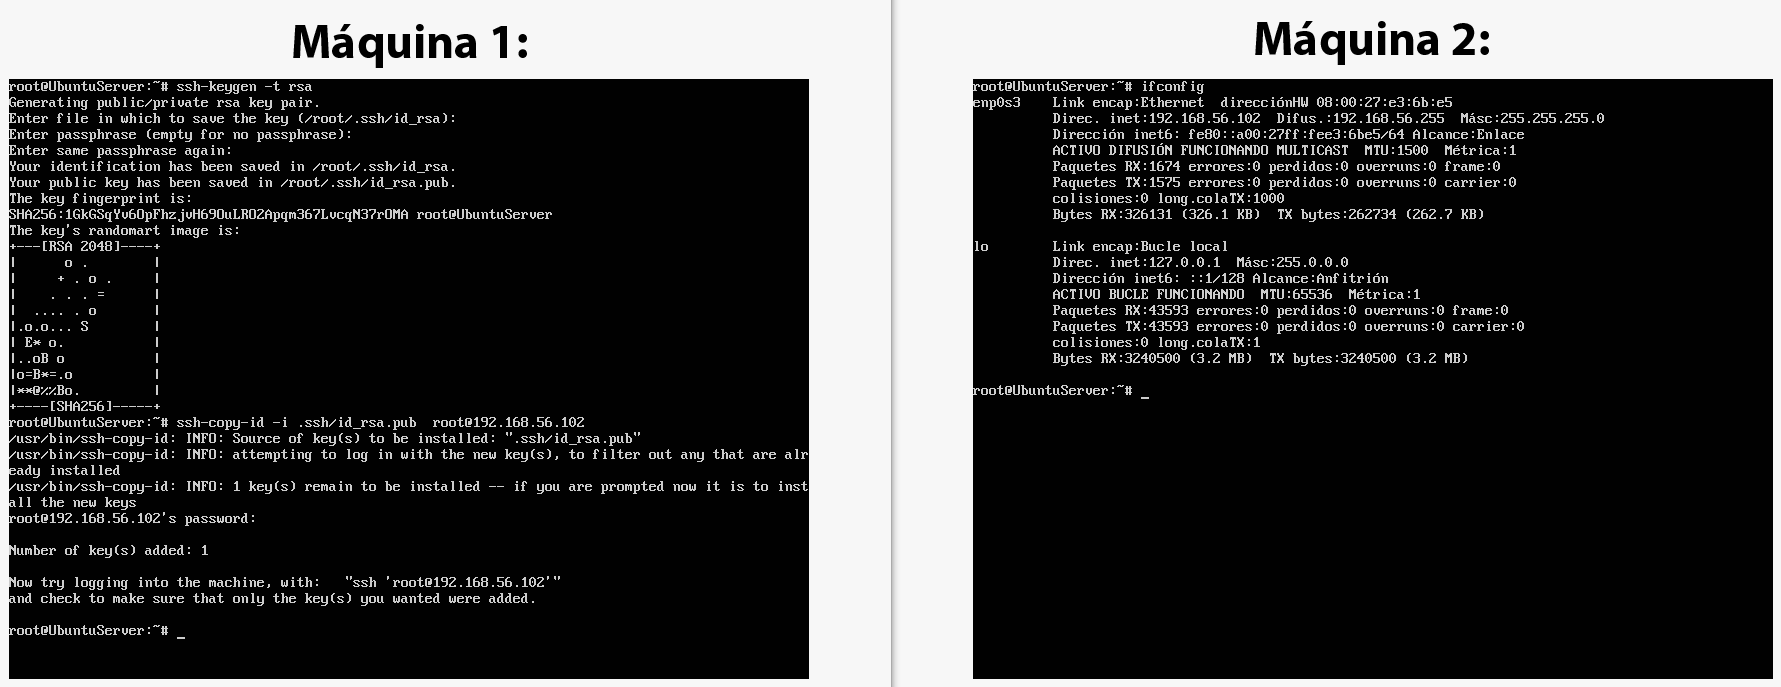 Máquina 1:
root@UbuntuServer:~# ssh-keygen -t rsa
Generating public/private rsa key pair.
Enter file in which to save the key (/root/.ssh/id_rsa):
Enter passphrase (empty for no passphrase):
Enter same passphrase again:
Your identification has been saved in /root/.ssh/id_rsa.
Your public key has been saved in /root/.ssh/id_rsa.pub.
The key fingerprint is:
SHA256:1GkGSqYv6OpFhzjvH69OuLRO2Apqm367LvcqN37rOMA root@UbuntuServer
The key's randomart image is:
+---[RSA 2048]----+
|      o .        |
|     + . o .     |
|    . . . =      |
|  .... . o       |
|.o.o... S        |
| E* o.           |
|..oB o           |
|o=B*=.o          |
|**@%%Bo.         |
+----[SHA256]-----+
root@UbuntuServer:~# ssh-copy-id -i .ssh/id_rsa.pub  root@192.168.56.102
/usr/bin/ssh-copy-id: INFO: Source of key(s) to be installed: ".ssh/id_rsa.pub"
/usr/bin/ssh-copy-id: INFO: attempting to log in with the new key(s), to filter out any that are alr
eady installed
/usr/bin/ssh-copy-id: INFO: 1 key(s) remain to be installed -- if you are prompted now it is to inst
all the new keys
root@192.168.56.102's password:
Number of key(s) added: 1
Now try logging into the machine, with:   "ssh 'root@192.168.56.102'"
and check to make sure that only the key(s) you wanted were added.
root@UbuntuServer:~# _
Máquina 2:
root@UbuntuServer:~# ifconfig
enp0s3    Link encap:Ethernet  direcciónHW 08:00:27:e3:6b:e5
Direc. inet:192.168.56.102  Difus.:192.168.56.255  Másc:255.255.255.0
Dirección inet6: fe80::a00:27ff:fee3:6be5/64 Alcance:Enlace
ACTIVO DIFUSIÓN FUNCIONANDO MULTICAST  MTU:1500  Métrica:1
Paquetes RX:1674 errores:0 perdidos:0 overruns:0 frame:0
Paquetes TX:1575 errores:0 perdidos:0 overruns:0 carrier:0
colisiones:0 long.colaTX:1000
Bytes RX:326131 (326.1 KB)  TX bytes:262734 (262.7 KB)
lo        Link encap:Bucle local
Direc. inet:127.0.0.1  Másc:255.0.0.0
Dirección inet6: ::1/128 Alcance:Anfitrión
ACTIVO BUCLE FUNCIONANDO  MTU:65536  Métrica:1
Paquetes RX:43593 errores:0 perdidos:0 overruns:0 frame:0
Paquetes TX:43593 errores:0 perdidos:0 overruns:0 carrier:0
colisiones:0 long.colaTX:1
Bytes RX:3240500 (3.2 MB)  TX bytes:3240500 (3.2 MB)
root@UbuntuServer:~# _